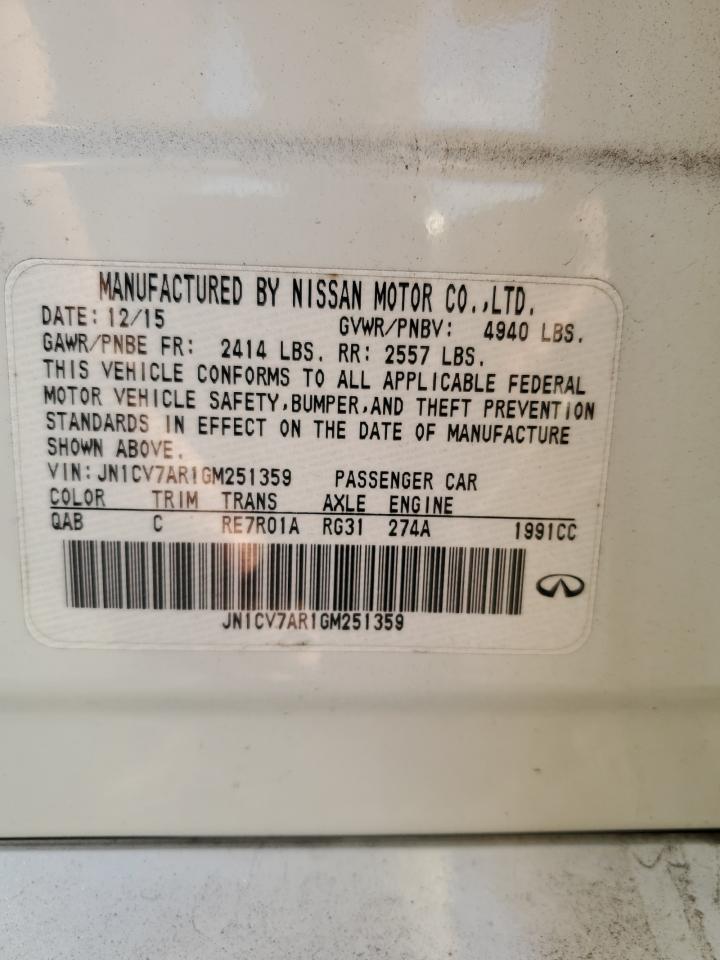 MANUFACTURED BY NISSAN MOTOR CO.,LTD.
DATE: 12/15 GVWR/PNBV: 4940 LBS.
GAWR/PNBE FR: 2414 LBS. RR: 2557 LBS.
THIS VEHICLE CONFORMS TO ALL APPLICABLE FEDERAL
MOTOR VEHICLE SAFETY,BUMPER,AND THEFT PREVENTION
STANDARDS IN EFFECT ON THE DATE OF MANUFACTURE
SHOWN ABOVE.
VIN:JN1CV7AR1GM251359 PASSENGER CAR
COLOR TRIM TRANS AXLE ENGINE
QAB C RE7R01A RG31 274A 1991CC
JN1CV7AR1GM251359